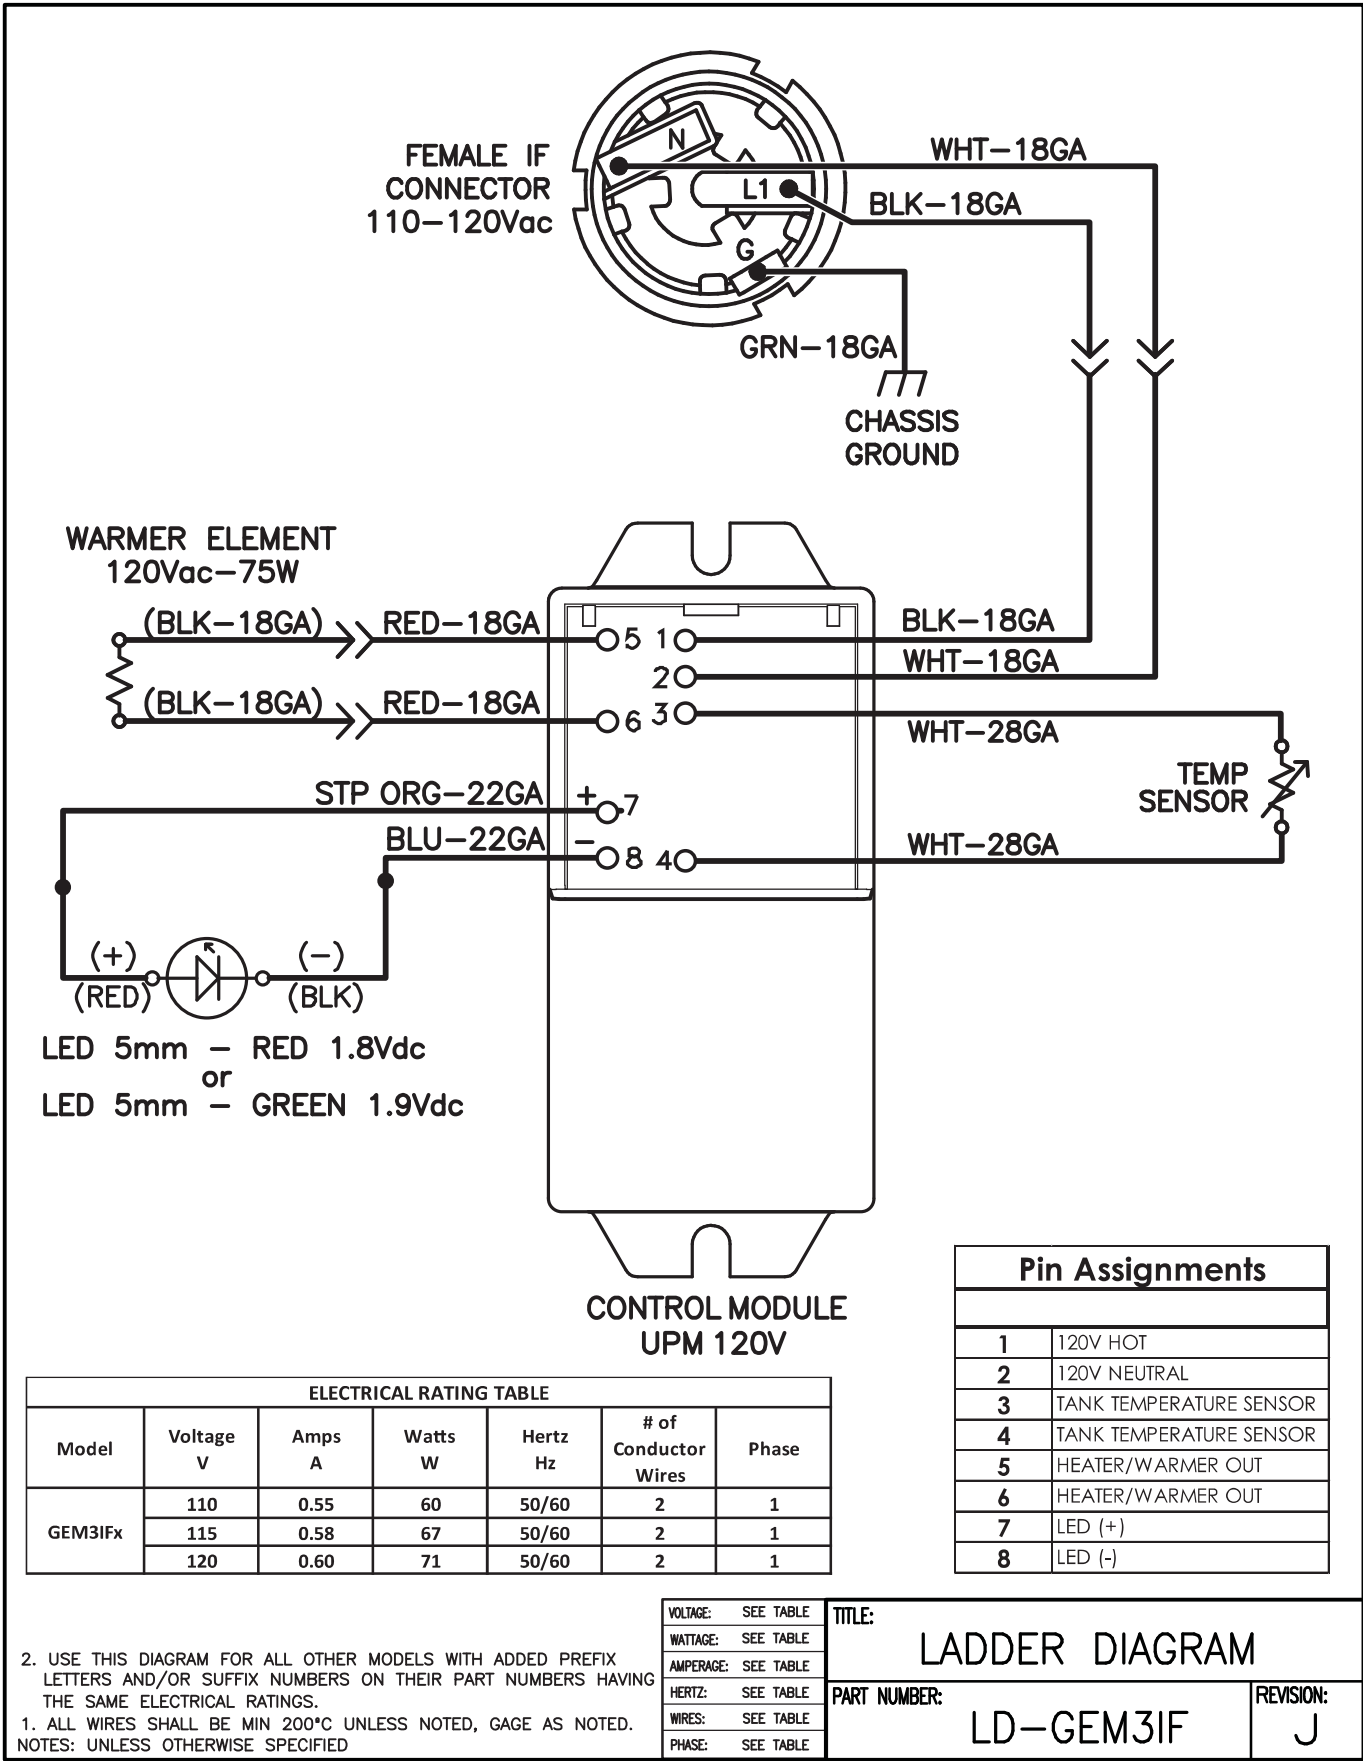 FEMALE IF
CONNECTOR
110-120Vac
N
L1
G
WHT-18GA
BLK-18GA
GRN-18GA
CHASSIS
GROUND
WARMER ELEMENT
120Vac-75W
(BLK-18GA)
RED-18GA
(BLK-18GA)
RED-18GA
STP ORG-22GA
BLU-22GA
+
-
5
6
7
8
1
2
3
4
BLK-18GA
WHT-18GA
WHT-28GA
WHT-28GA
TEMP
SENSOR
(+)
(RED)
(-)
(BLK)
LED 5mm - RED 1.8Vdc
or
LED 5mm - GREEN 1.9Vdc
CONTROL MODULE
UPM 120V
Pin Assignments
1 120V HOT
2 120V NEUTRAL
3 TANK TEMPERATURE SENSOR
4 TANK TEMPERATURE SENSOR
5 HEATER/WARMER OUT
6 HEATER/WARMER OUT
7 LED (+)
8 LED (-)
ELECTRICAL RATING TABLE
Model Voltage V Amps A Watts W Hertz Hz # of Conductor Wires Phase
GEM3IFx
110 0.55 60 50/60 2 1
115 0.58 67 50/60 2 1
120 0.60 71 50/60 2 1
2. USE THIS DIAGRAM FOR ALL OTHER MODELS WITH ADDED PREFIX
LETTERS AND/OR SUFFIX NUMBERS ON THEIR PART NUMBERS HAVING
THE SAME ELECTRICAL RATINGS.
1. ALL WIRES SHALL BE MIN 200°C UNLESS NOTED, GAGE AS NOTED.
NOTES: UNLESS OTHERWISE SPECIFIED
VOLTAGE: SEE TABLE
WATTAGE: SEE TABLE
AMPERAGE: SEE TABLE
HERTZ: SEE TABLE
WIRES: SEE TABLE
PHASE: SEE TABLE
TITLE:
LADDER DIAGRAM
PART NUMBER:
LD-GEM3IF
REVISION:
J